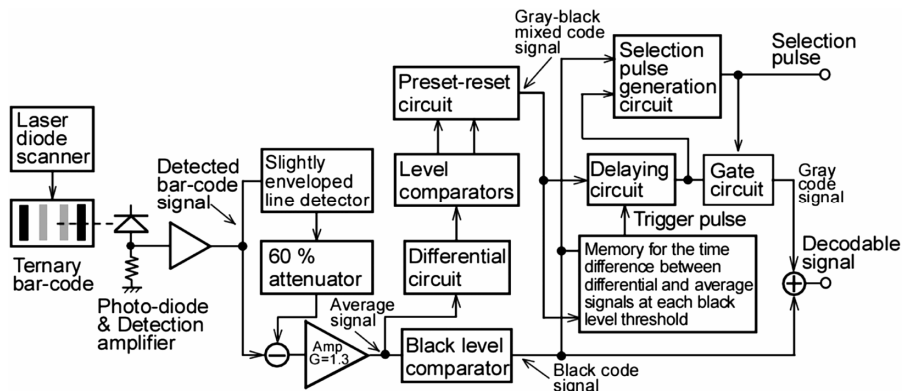 Laser
diode
scanner
Ternary
bar-code
Photo-diode
& Detection
amplifier
Detected
bar-code
signal
Slightly
enveloped
line detector
60 %
attenuator
Amp
G=1.3
Average
signal
Preset-reset
circuit
Level
comparators
Differential
circuit
Black level
comparator
Gray-black
mixed code
signal
Black code
signal
Selection
pulse
generation
circuit
Selection
pulse
Delaying
circuit
Gate
circuit
Gray
code
signal
Trigger pulse
Memory for the time
difference between
differential and average
signals at each black
level threshold
Decodable
signal